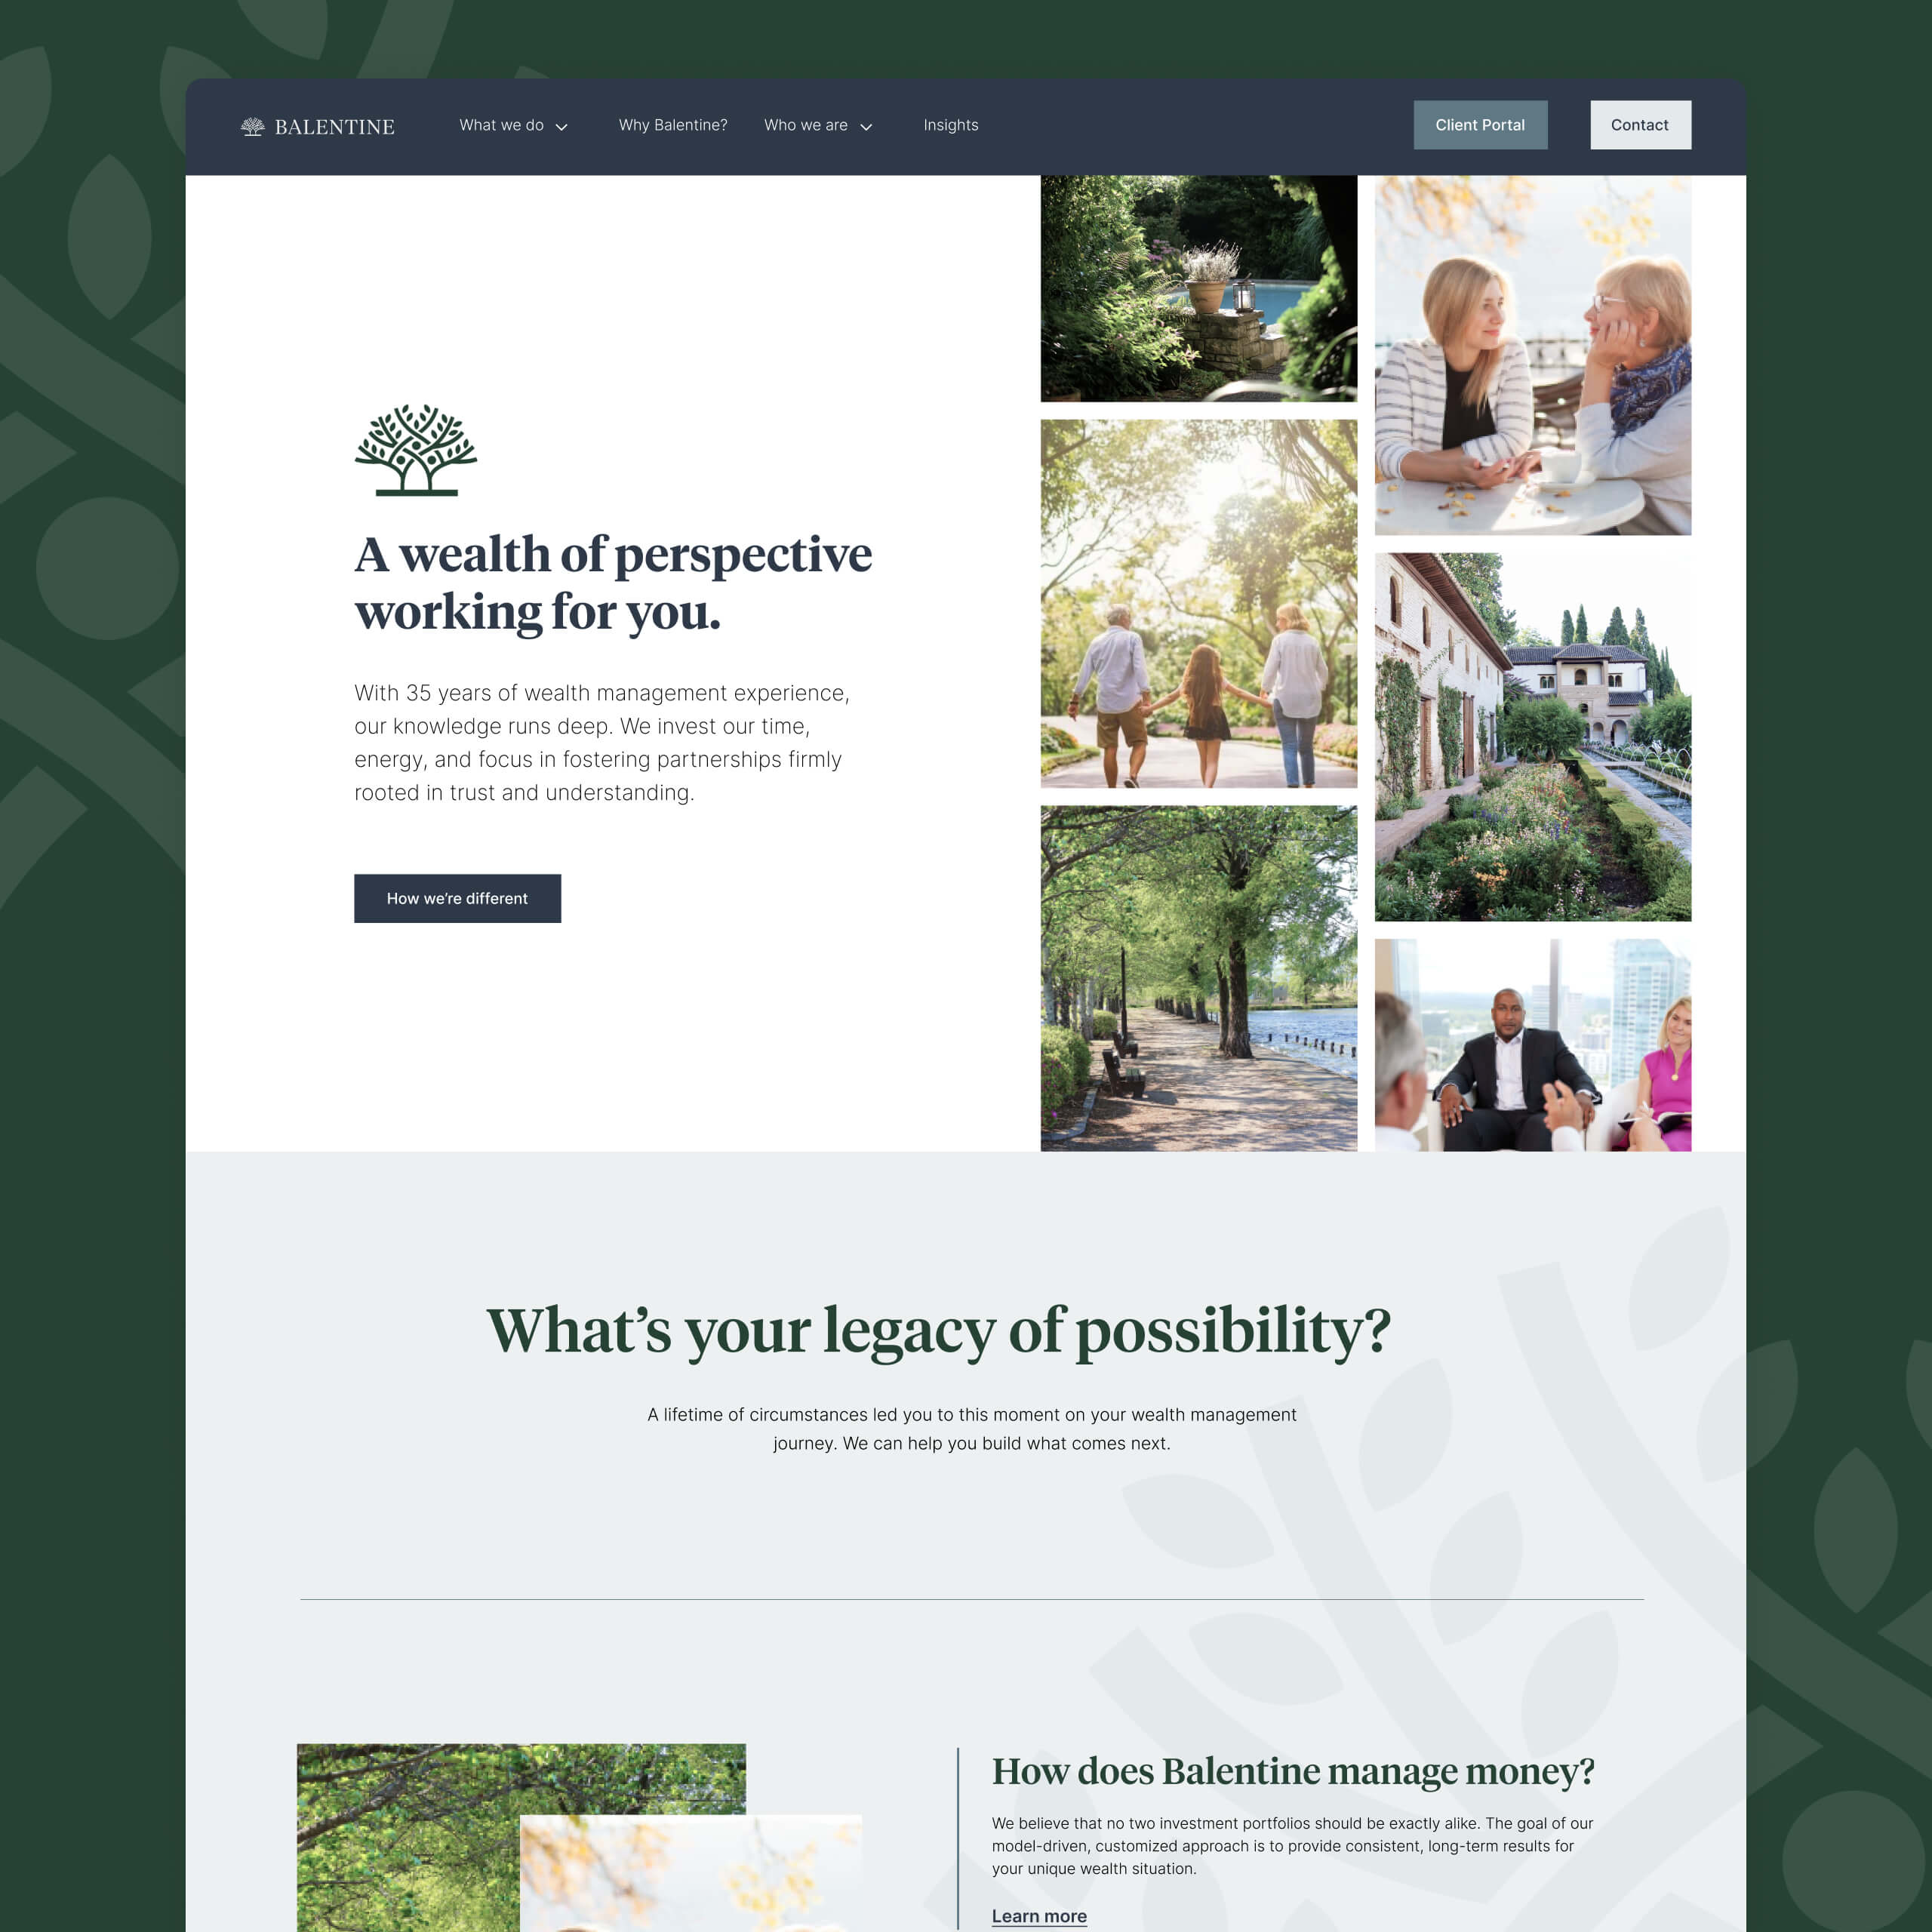 BALENTINE
What we do
Why Balentine?
Who we are
Insights
Client Portal
Contact
A wealth of perspective
working for you.
With 35 years of wealth management experience,
our knowledge runs deep. We invest our time,
energy, and focus in fostering partnerships firmly
rooted in trust and understanding.
How we’re different
What’s your legacy of possibility?
A lifetime of circumstances led you to this moment on your wealth management
journey. We can help you build what comes next.
How does Balentine manage money?
We believe that no two investment portfolios should be exactly alike. The goal of our
model-driven, customized approach is to provide consistent, long-term results for
your unique wealth situation.
Learn more